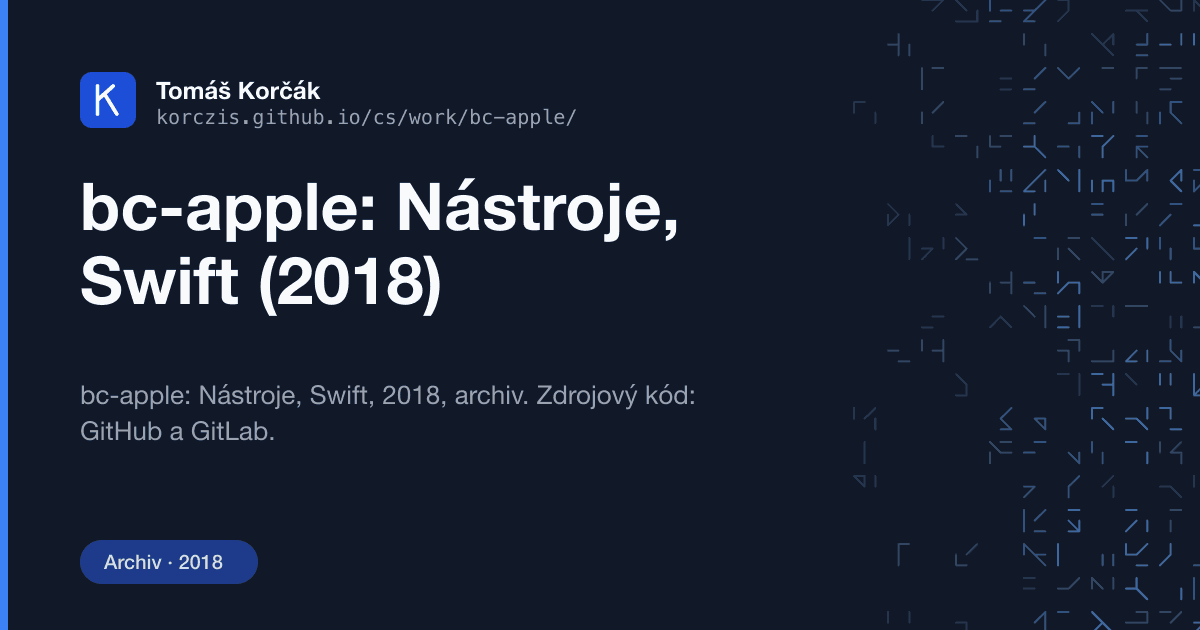 K
Tomáš Korčák
korczis.github.io/cs/work/bc-apple/
bc-apple: Nástroje,
Swift (2018)
bc-apple: Nástroje, Swift, 2018, archiv. Zdrojový kód:
GitHub a GitLab.
Archiv · 2018